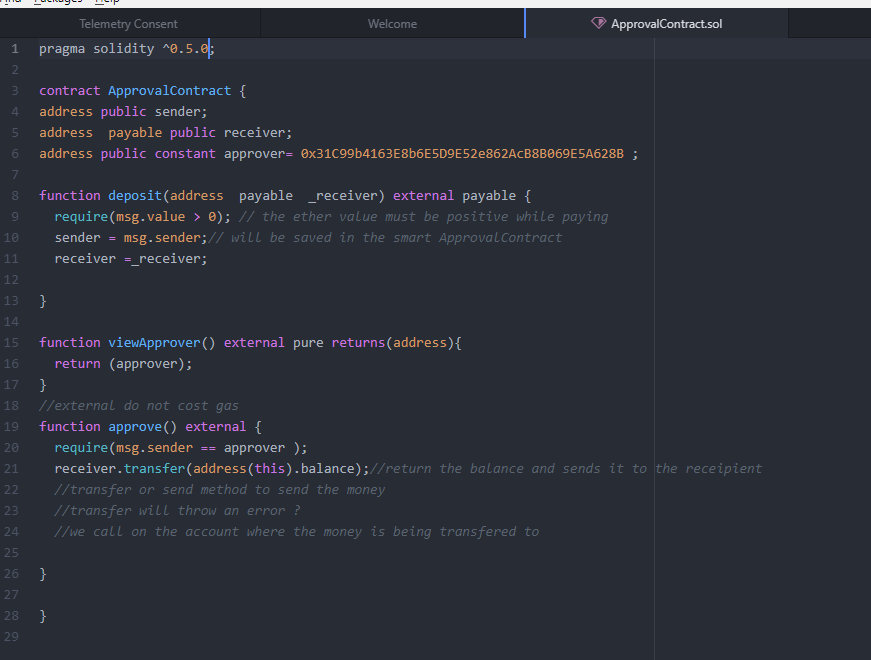 Find Packages Help
Telemetry Consent Welcome ApprovalContract.sol
1 pragma solidity ^0.5.0;
2
3 contract ApprovalContract {
4 address public sender;
5 address  payable public receiver;
6 address public constant approver= 0x31C99b4163E8b6E5D9E52e862AcB8B069E5A628B ;
7
8 function deposit(address  payable  _receiver) external payable {
9   require(msg.value > 0); // the ether value must be positive while paying
10   sender = msg.sender;// will be saved in the smart ApprovalContract
11   receiver =_receiver;
12
13 }
14
15 function viewApprover() external pure returns(address){
16   return (approver);
17 }
18 //external do not cost gas
19 function approve() external {
20   require(msg.sender == approver );
21   receiver.transfer(address(this).balance);//return the balance and sends it to the receipient
22   //transfer or send method to send the money
23   //transfer will throw an error ?
24   //we call on the account where the money is being transfered to
25
26 }
27
28 }
29